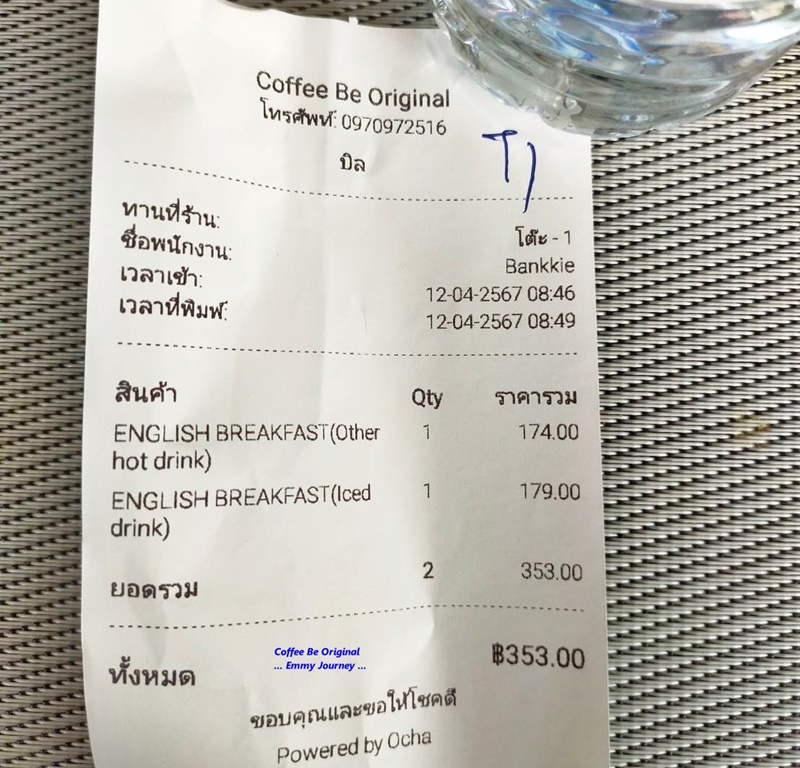 Coffee Be Original
โทรศัพท์: 0970972516
บิล
T1
ทานที่ร้าน: โต๊ะ - 1
ชื่อพนักงาน: Bankkie
เวลาเข้า: 12-04-2567 08:46
เวลาที่พิมพ์: 12-04-2567 08:49
สินค้า Qty ราคารวม
ENGLISH BREAKFAST(Other 1 174.00
hot drink)
ENGLISH BREAKFAST(Iced 1 179.00
drink)
ยอดรวม 2 353.00
ทั้งหมด ฿353.00
Coffee Be Original
... Emmy Journey ...
ขอบคุณและขอให้โชคดี
Powered by Ocha